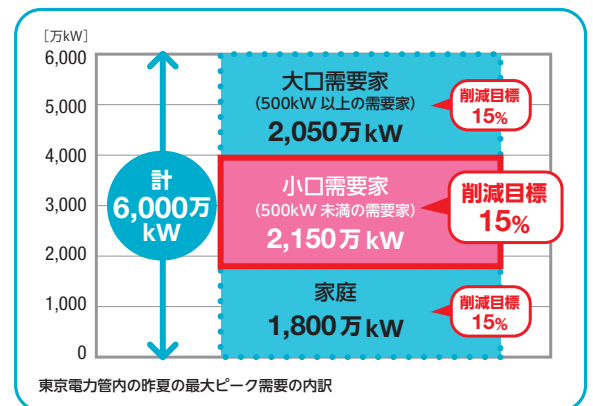 ［万kW］
6,000
5,000
4,000
3,000
2,000
1,000
0
計
6,000万
kW
大口需要家
（500kW 以上の需要家）
2,050万kW
削減目標
15%
小口需要家
（500kW 未満の需要家）
2,150万kW
削減目標
15%
家庭
1,800万kW
削減目標
15%
東京電力管内の昨夏の最大ピーク需要の内訳